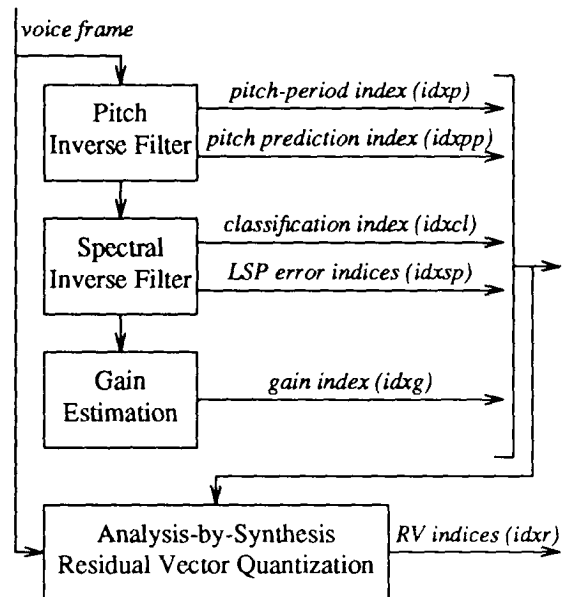 voice frame
Pitch
Inverse Filter
pitch-period index (idxp)
pitch prediction index (idxpp)
Spectral
Inverse Filter
classification index (idxcl)
LSP error indices (idxsp)
Gain
Estimation
gain index (idxg)
Analysis-by-Synthesis
Residual Vector Quantization
RV indices (idxr)